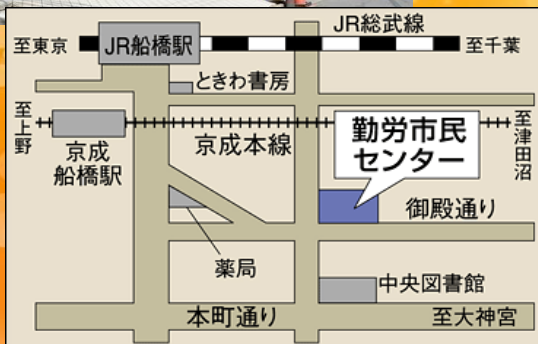 JR総武線
至東京
JR船橋駅
至千葉
ときわ書房
至上野
京成本線
勤労市民
センター
至津田沼
京成
船橋駅
御殿通り
薬局
中央図書館
本町通り
至大神宮